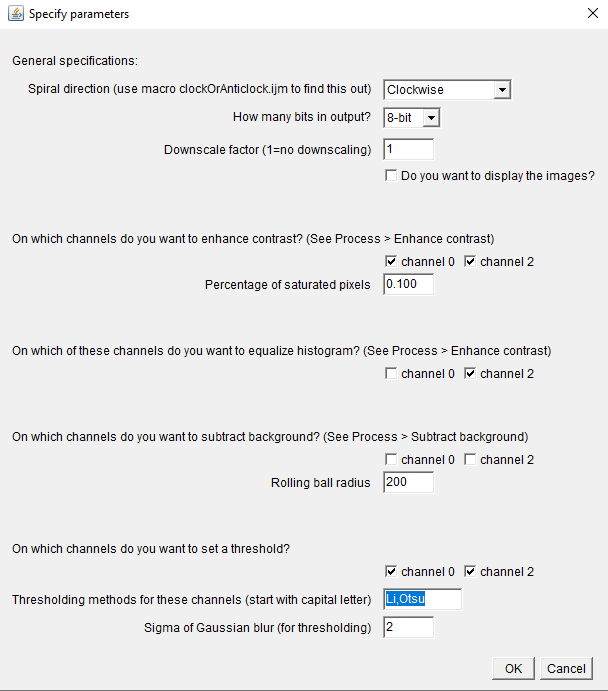 Specify parameters
General specifications:
Spiral direction (use macro clockOrAnticlock.ijm to find this out) Clockwise
How many bits in output? 8-bit
Downscale factor (1=no downscaling) 1
Do you want to display the images?
On which channels do you want to enhance contrast? (See Process > Enhance contrast)
channel 0 channel 2
Percentage of saturated pixels 0.100
On which of these channels do you want to equalize histogram? (See Process > Enhance contrast)
channel 0 channel 2
On which channels do you want to subtract background? (See Process > Subtract background)
channel 0 channel 2
Rolling ball radius 200
On which channels do you want to set a threshold?
channel 0 channel 2
Thresholding methods for these channels (start with capital letter) Li,Otsu
Sigma of Gaussian blur (for thresholding) 2
OK Cancel